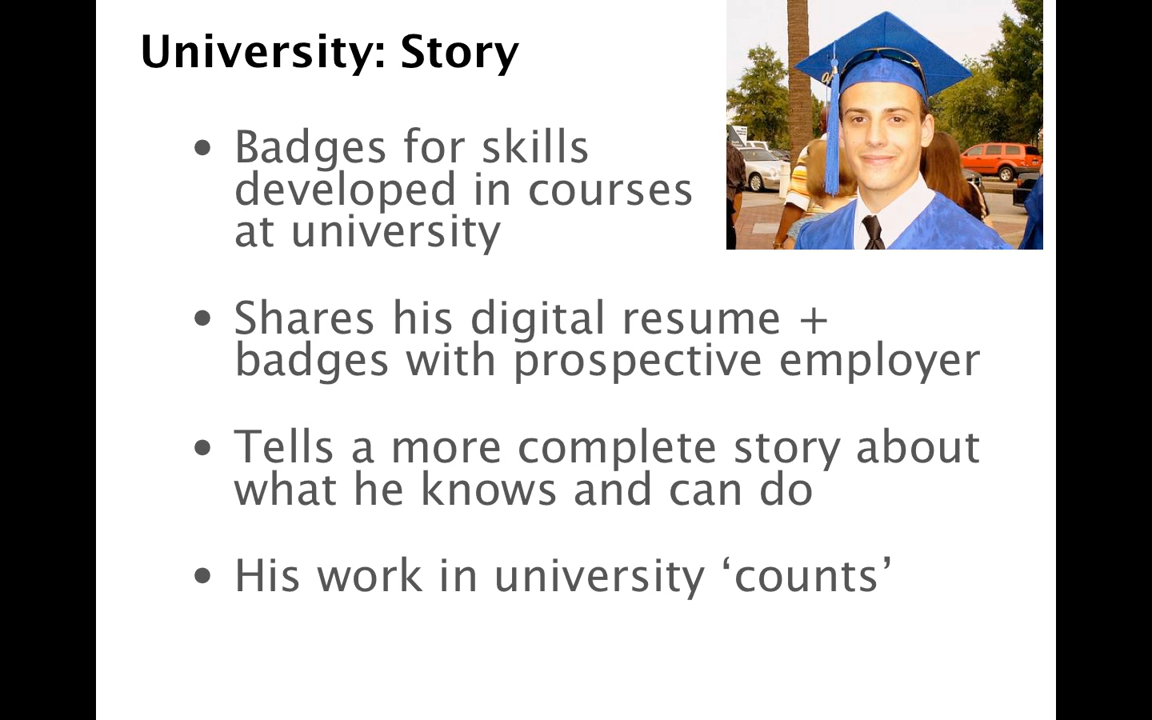 University: Story
• Badges for skills
developed in courses
at university
• Shares his digital resume +
badges with prospective employer
• Tells a more complete story about
what he knows and can do
• His work in university ‘counts’